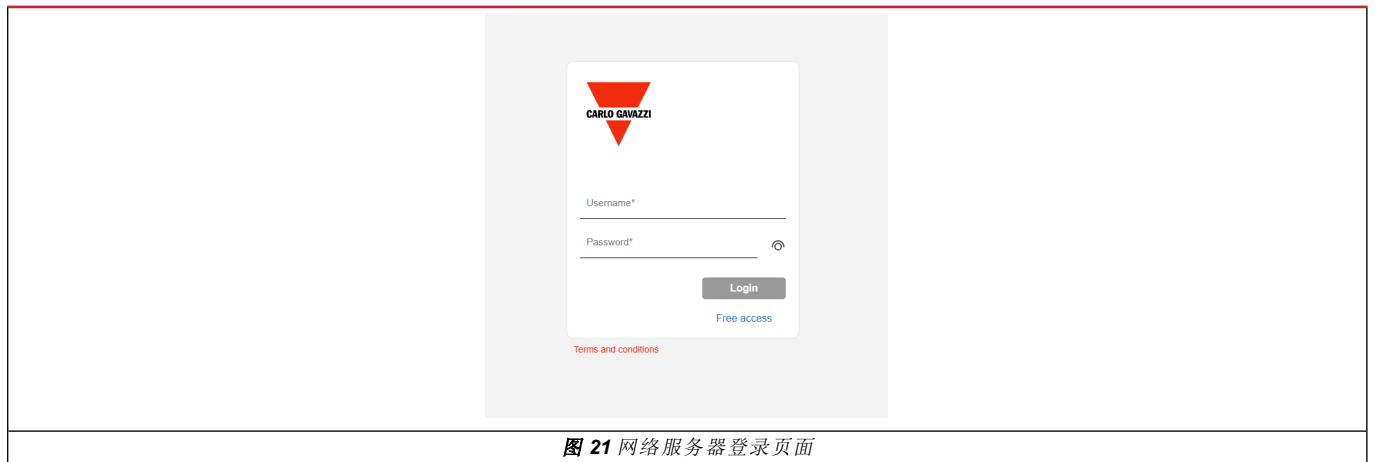 CARLO GAVAZZI
Username*
Password*
Login
Free access
Terms and conditions
图 21 网络服务器登录页面